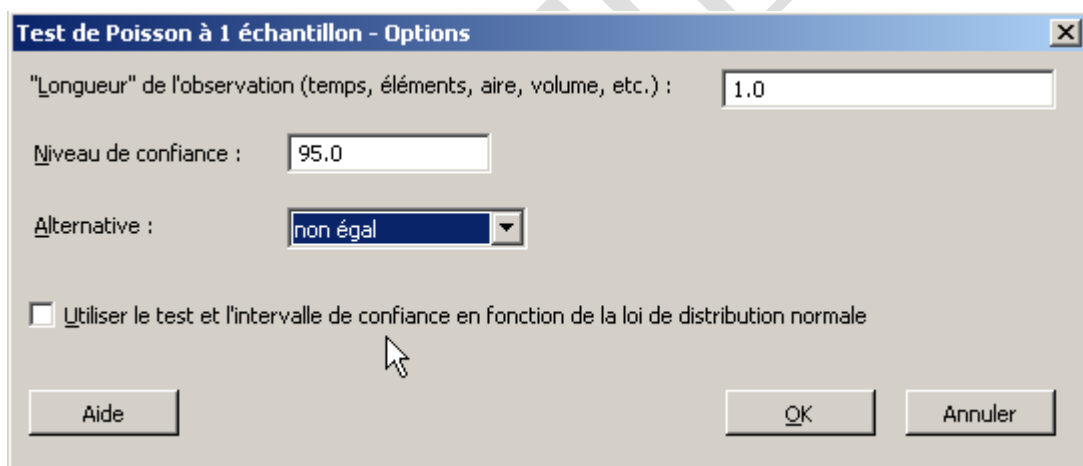 Test de Poisson à 1 échantillon - Options
"Longueur" de l'observation (temps, éléments, aire, volume, etc.) : 1.0
Niveau de confiance : 95.0
Alternative : non égal
Utiliser le test et l'intervalle de confiance en fonction de la loi de distribution normale
Aide OK Annuler